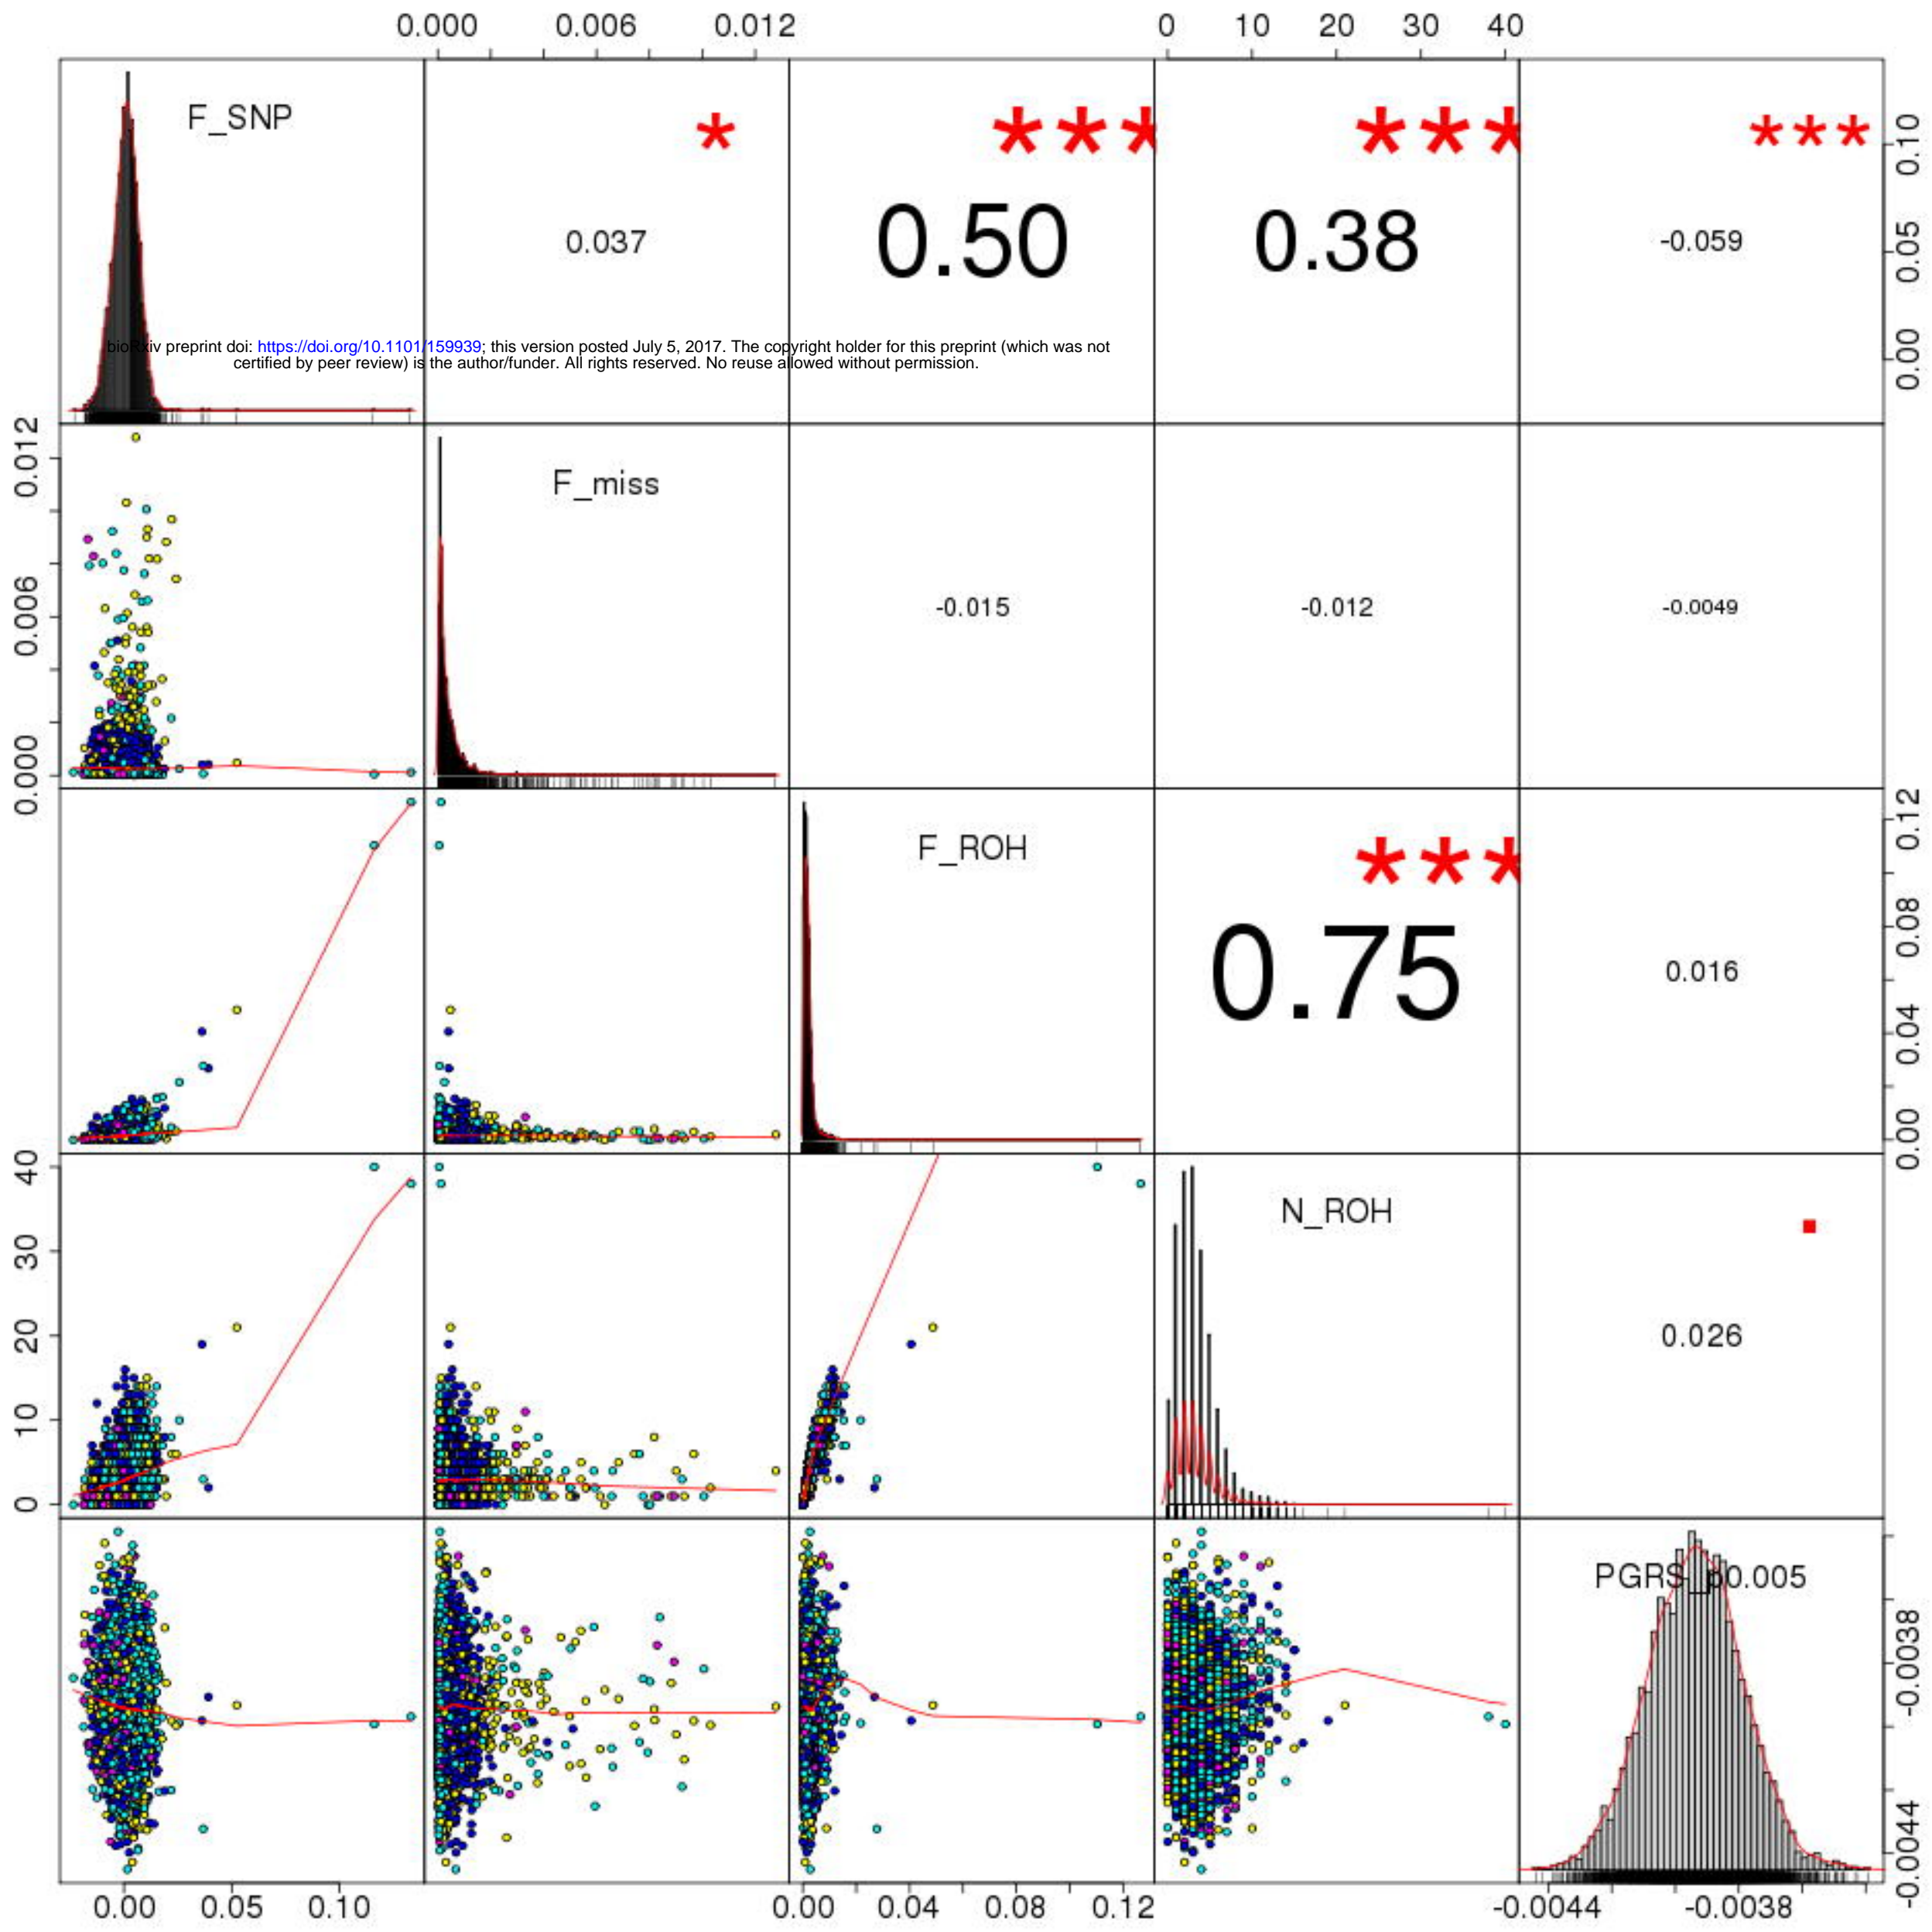 0.000 0.006 0.012 0 10 20 30 40
F_SNP * *** *** ***
0.037 0.50 0.38 -0.059
0.00 0.05 0.10
bioRxiv preprint doi: https://doi.org/10.1101/159939; this version posted July 5, 2017. The copyright holder for this preprint (which was not
certified by peer review) is the author/funder. All rights reserved. No reuse allowed without permission.
0.000 0.006 0.012
F_miss
-0.015 -0.012 -0.0049
F_ROH ***
0.75 0.016
0.00 0.04 0.08 0.12
0 10 20 30 40
N_ROH
0.026
PGRS_p0.005
-0.0044 -0.0038
0.00 0.05 0.10 0.00 0.04 0.08 0.12 -0.0044 -0.0038